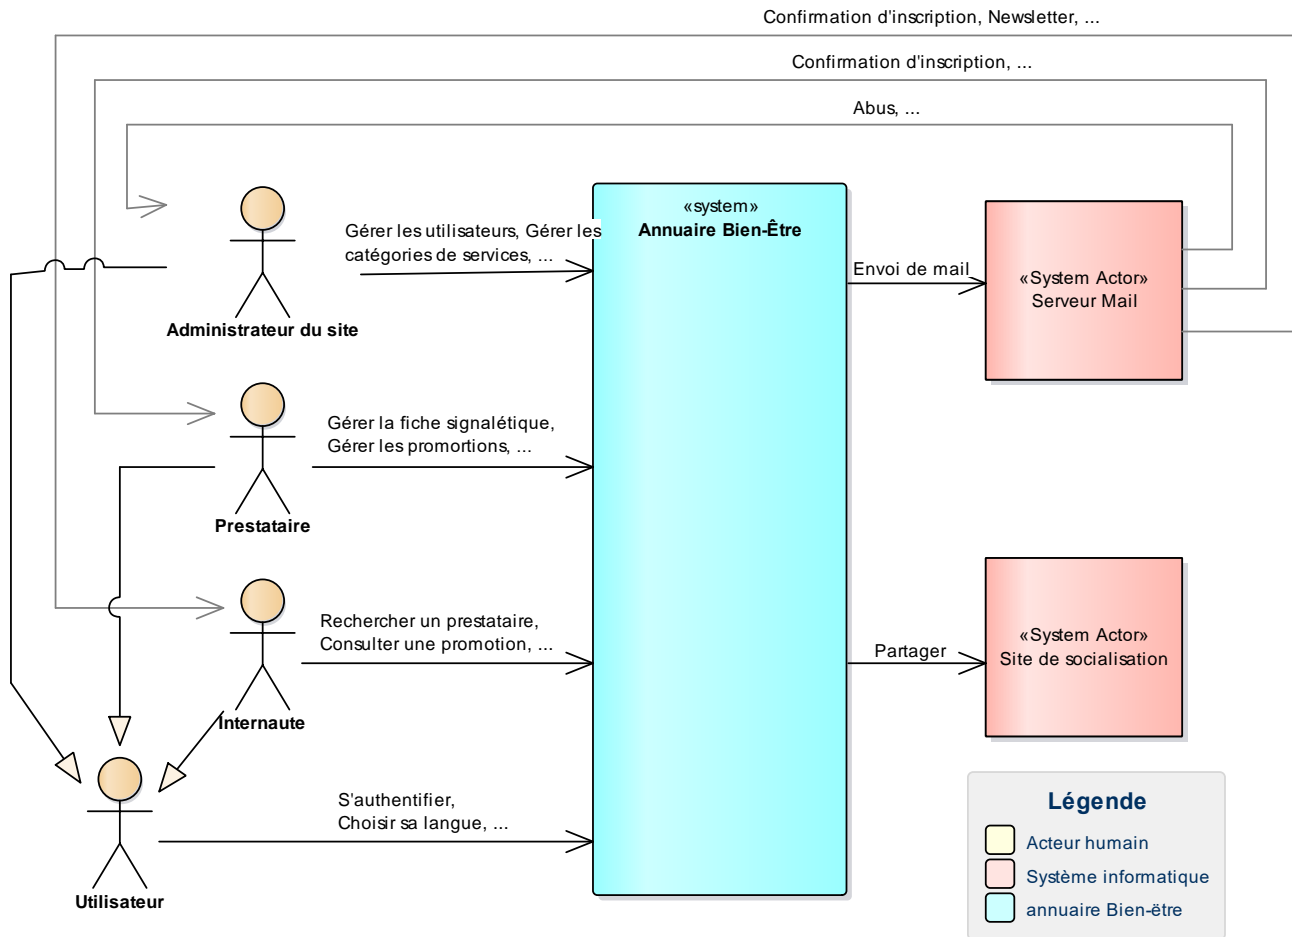 Confirmation d'inscription, Newsletter, ...
Confirmation d'inscription, ...
Abus, ...
«system»
Annuaire Bien-Être
Gérer les utilisateurs, Gérer les
catégories de services, ...
Envoi de mail
«System Actor»
Serveur Mail
Administrateur du site
Gérer la fiche signalétique,
Gérer les promortions, ...
Prestataire
Rechercher un prestataire,
Consulter une promotion, ...
Partager
«System Actor»
Site de socialisation
Internaute
S'authentifier,
Choisir sa langue, ...
Utilisateur
Légende
Acteur humain
Système informatique
annuaire Bien-ëtre